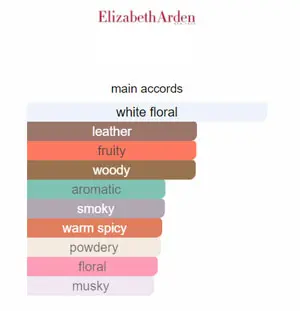 ElizabethArden
main accords
white floral
leather
fruity
woody
aromatic
smoky
warm spicy
powdery
floral
musky